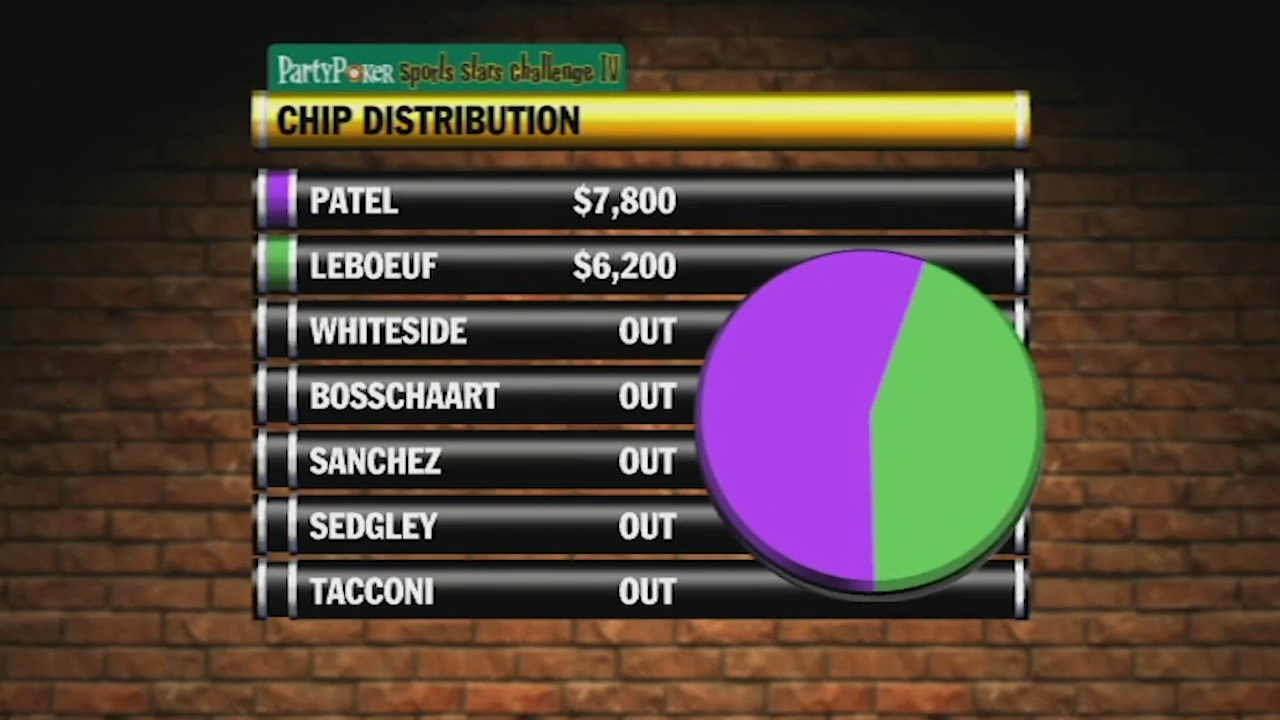 PARTYPOKER sports stars challenge IV
CHIP DISTRIBUTION
PATEL $7,800
LEBOEUF $6,200
WHITESIDE OUT
BOSSCHAART OUT
SANCHEZ OUT
SEDGLEY OUT
TACCONI OUT